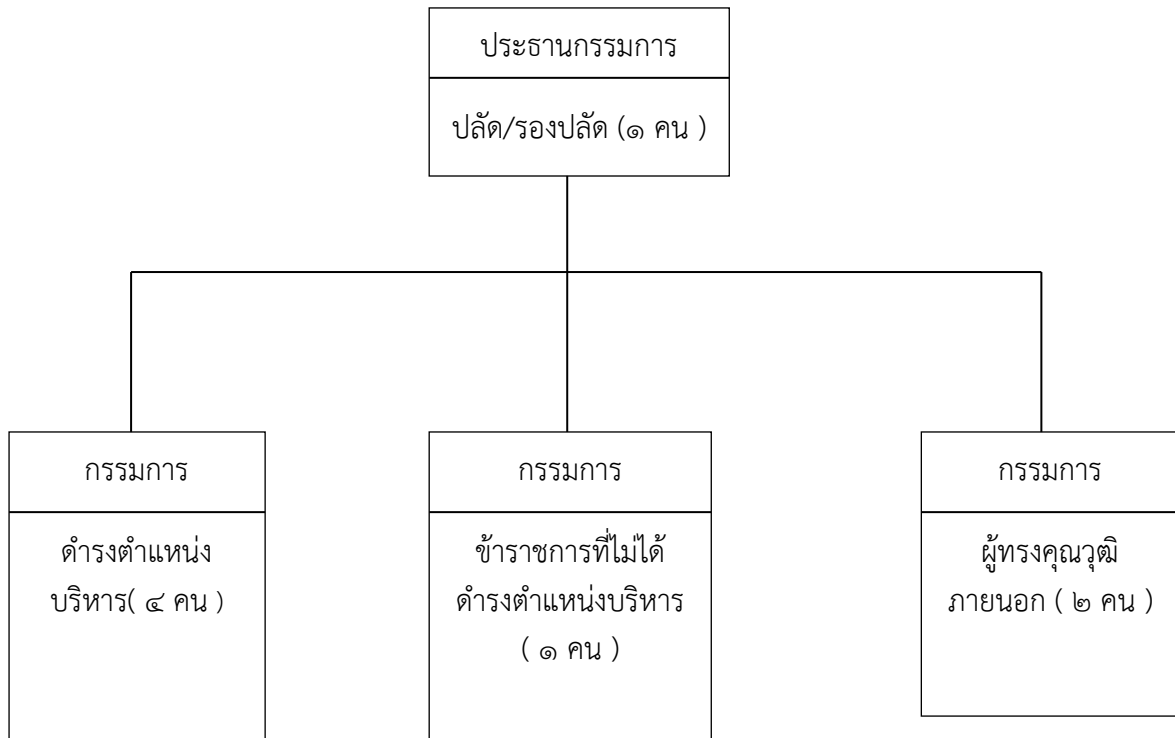 ประธานกรรมการ
ปลัด/รองปลัด (๑ คน )
กรรมการ
ดำรงตำแหน่ง
บริหาร( ๔ คน )
กรรมการ
ข้าราชการที่ไม่ได้
ดำรงตำแหน่งบริหาร
( ๑ คน )
กรรมการ
ผู้ทรงคุณวุฒิ
ภายนอก ( ๒ คน )